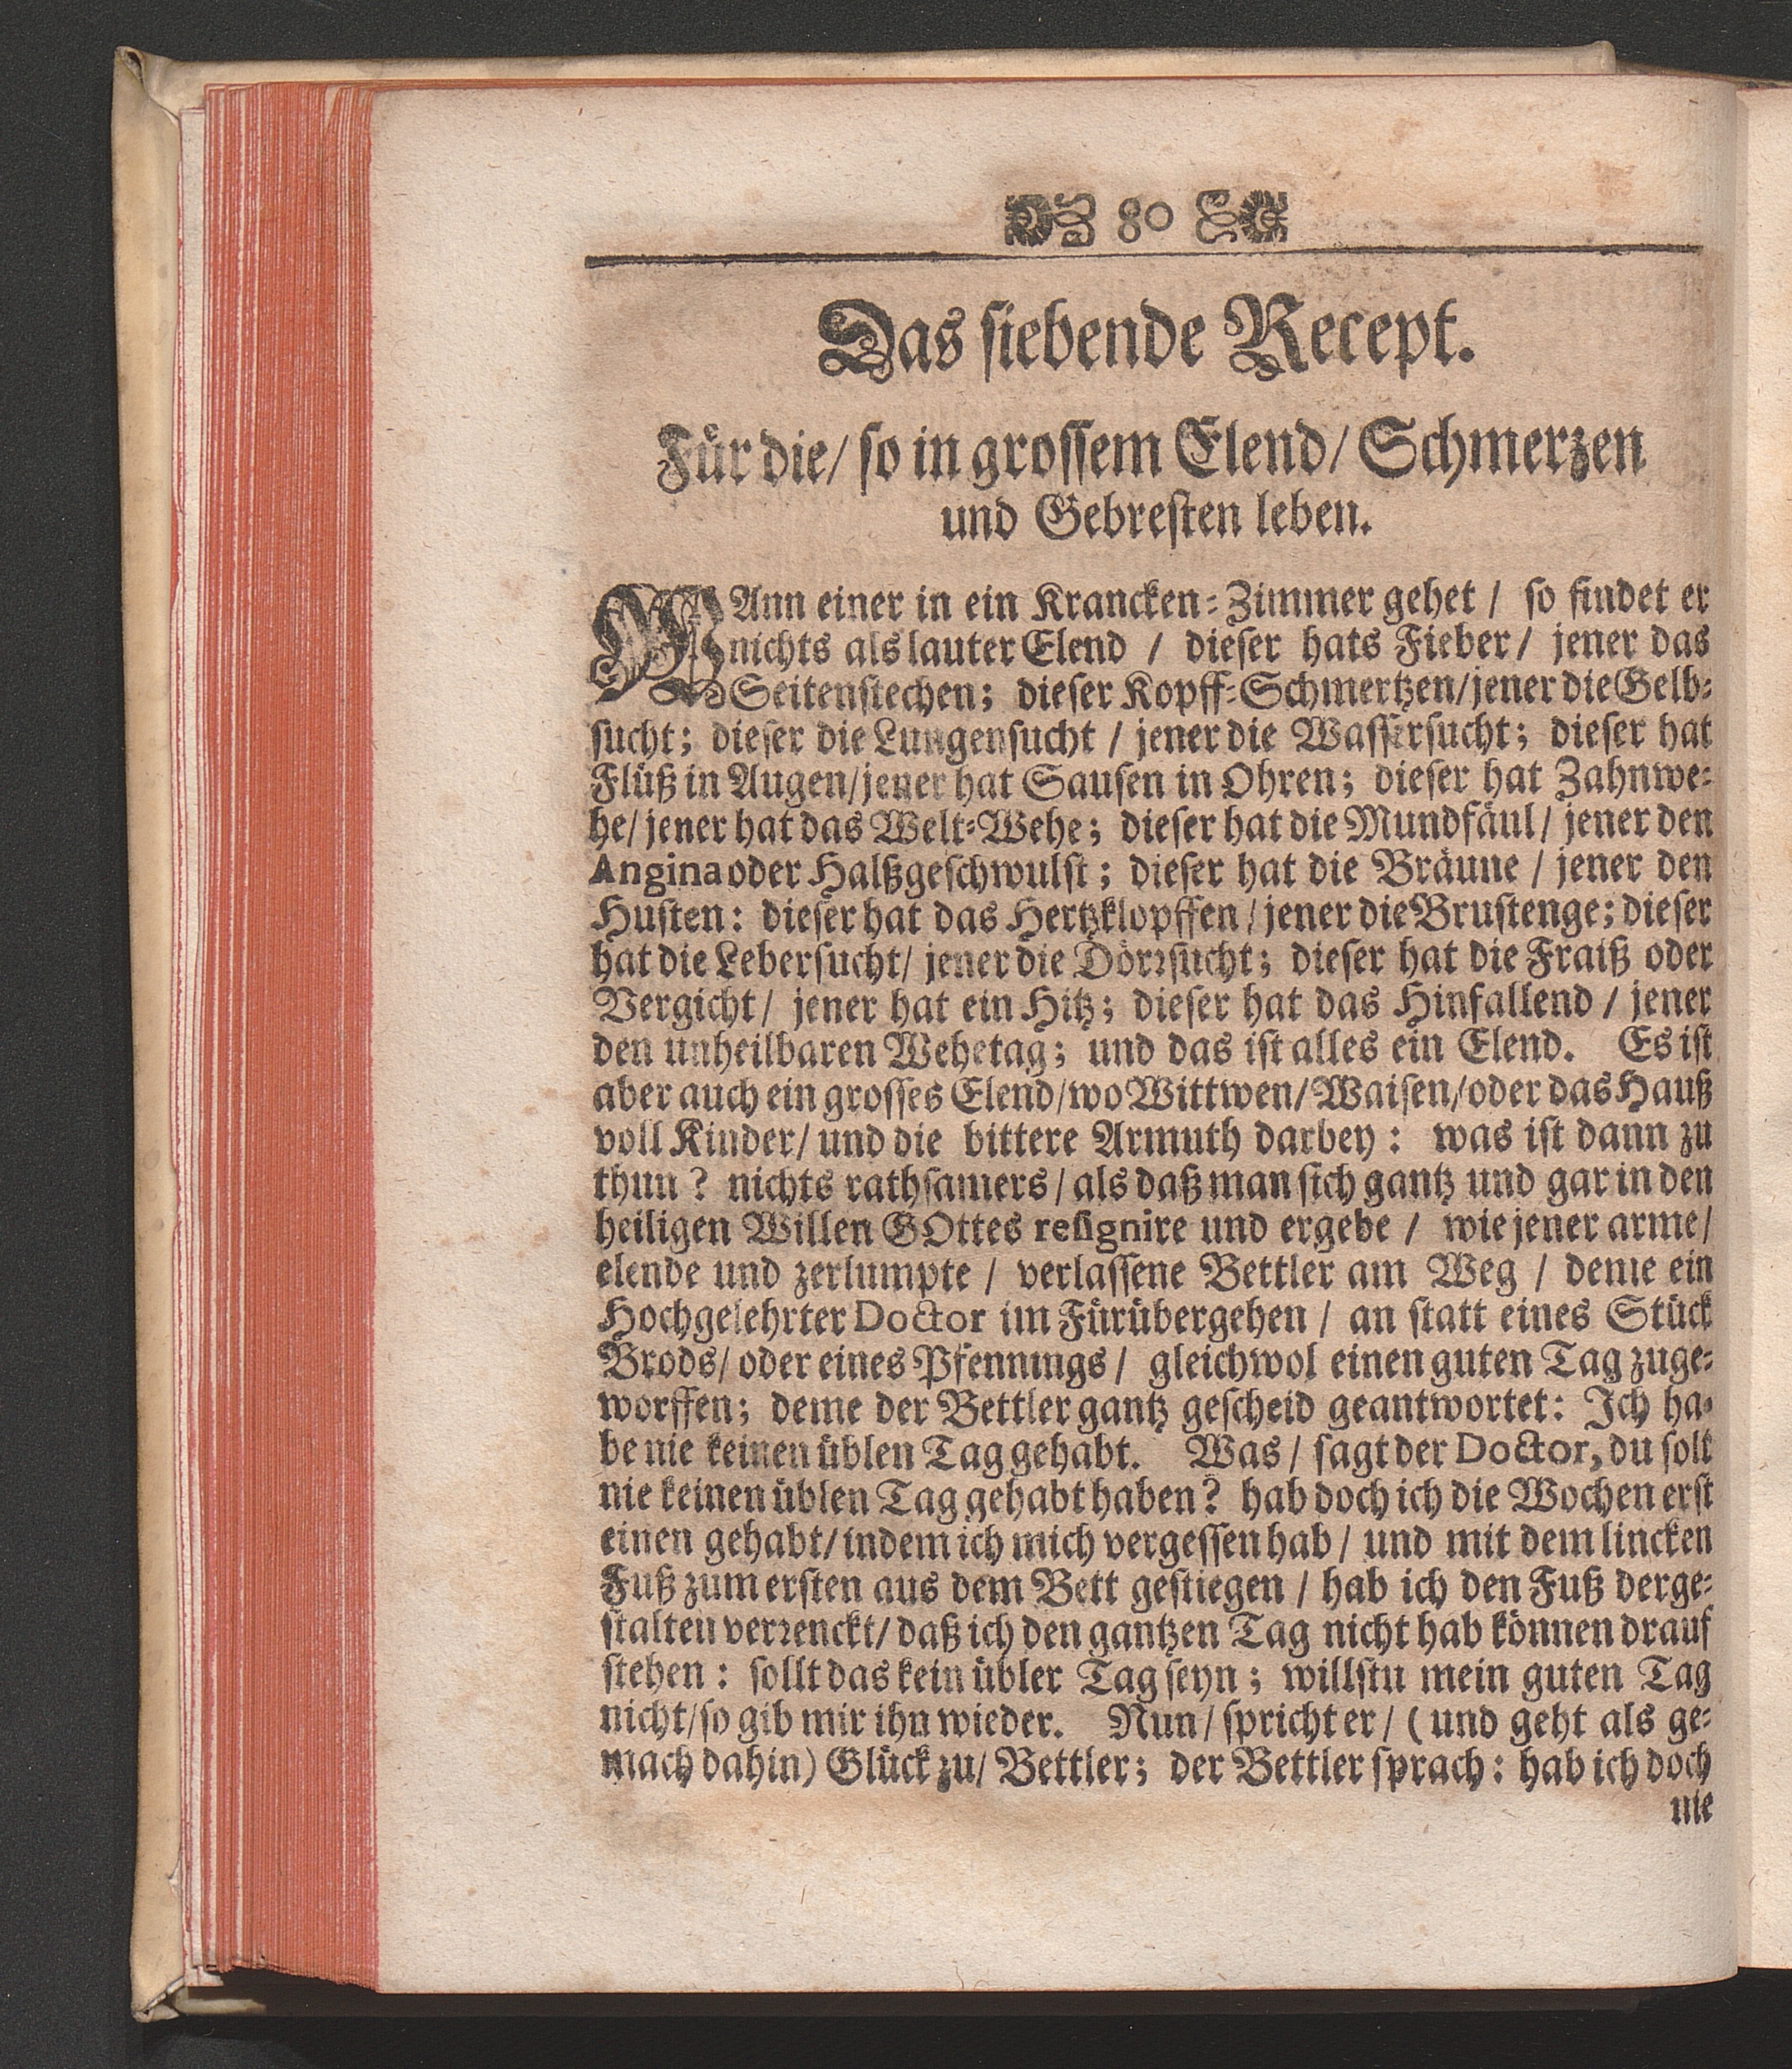 80
Das siebende Recept.
Für die/ so in grossem Elend/ Schmerzen
und Gebresten leben.
WAnn einer in ein Krancken-Zimmer gehet / so findet er
nichts als lauter Elend / dieser hats Fieber / jener das
Seitenstechen; dieser Kopff-Schmertzen/jener die Gelb-
sucht; dieser die Lungensucht / jener die Wassersucht; dieser hat
Flüß in Augen/jener hat Sausen in Ohren; dieser hat Zahnwe-
he/ jener hat das Welt-Wehe; dieser hat die Mundfäul/ jener den
Angina oder Halßgeschwulst; dieser hat die Bräune / jener den
Husten: dieser hat das Hertzklopffen / jener die Brustenge; dieser
hat die Lebersucht/ jener die Dörrsucht; dieser hat die Fraiß oder
Vergicht/ jener hat ein Hitz; dieser hat das Hinfallend / jener
den unheilbaren Wehetag; und das ist alles ein Elend. Es ist
aber auch ein grosses Elend/wo Wittwen/Waisen/oder das Hauß
voll Kinder/ und die bittere Armuth darbey: was ist dann zu
thun? nichts rathsamers / als daß man sich gantz und gar in den
heiligen Willen GOttes resignire und ergebe / wie jener arme/
elende und zerlumpte / verlassene Bettler am Weg / deme ein
Hochgelehrter Doctor im Fürübergehen / an statt eines Stück
Brods/ oder eines Pfennings / gleichwol einen guten Tag zuge-
worffen; deme der Bettler gantz gescheid geantwortet: Ich ha-
be nie keinen üblen Tag gehabt. Was / sagt der Doctor, du solt
nie keinen üblen Tag gehabt haben? hab doch ich die Wochen erst
einen gehabt/ indem ich mich vergessen hab / und mit dem lincken
Fuß zum ersten aus dem Bett gestiegen / hab ich den Fuß derge-
stalten verrenckt/ daß ich den gantzen Tag nicht hab können drauf
stehen: sollt das kein übler Tag seyn; willstu mein guten Tag
nicht/so gib mir ihn wieder. Nun / spricht er / (und geht als ge-
mach dahin) Glück zu/ Bettler; der Bettler sprach: hab ich doch
nie